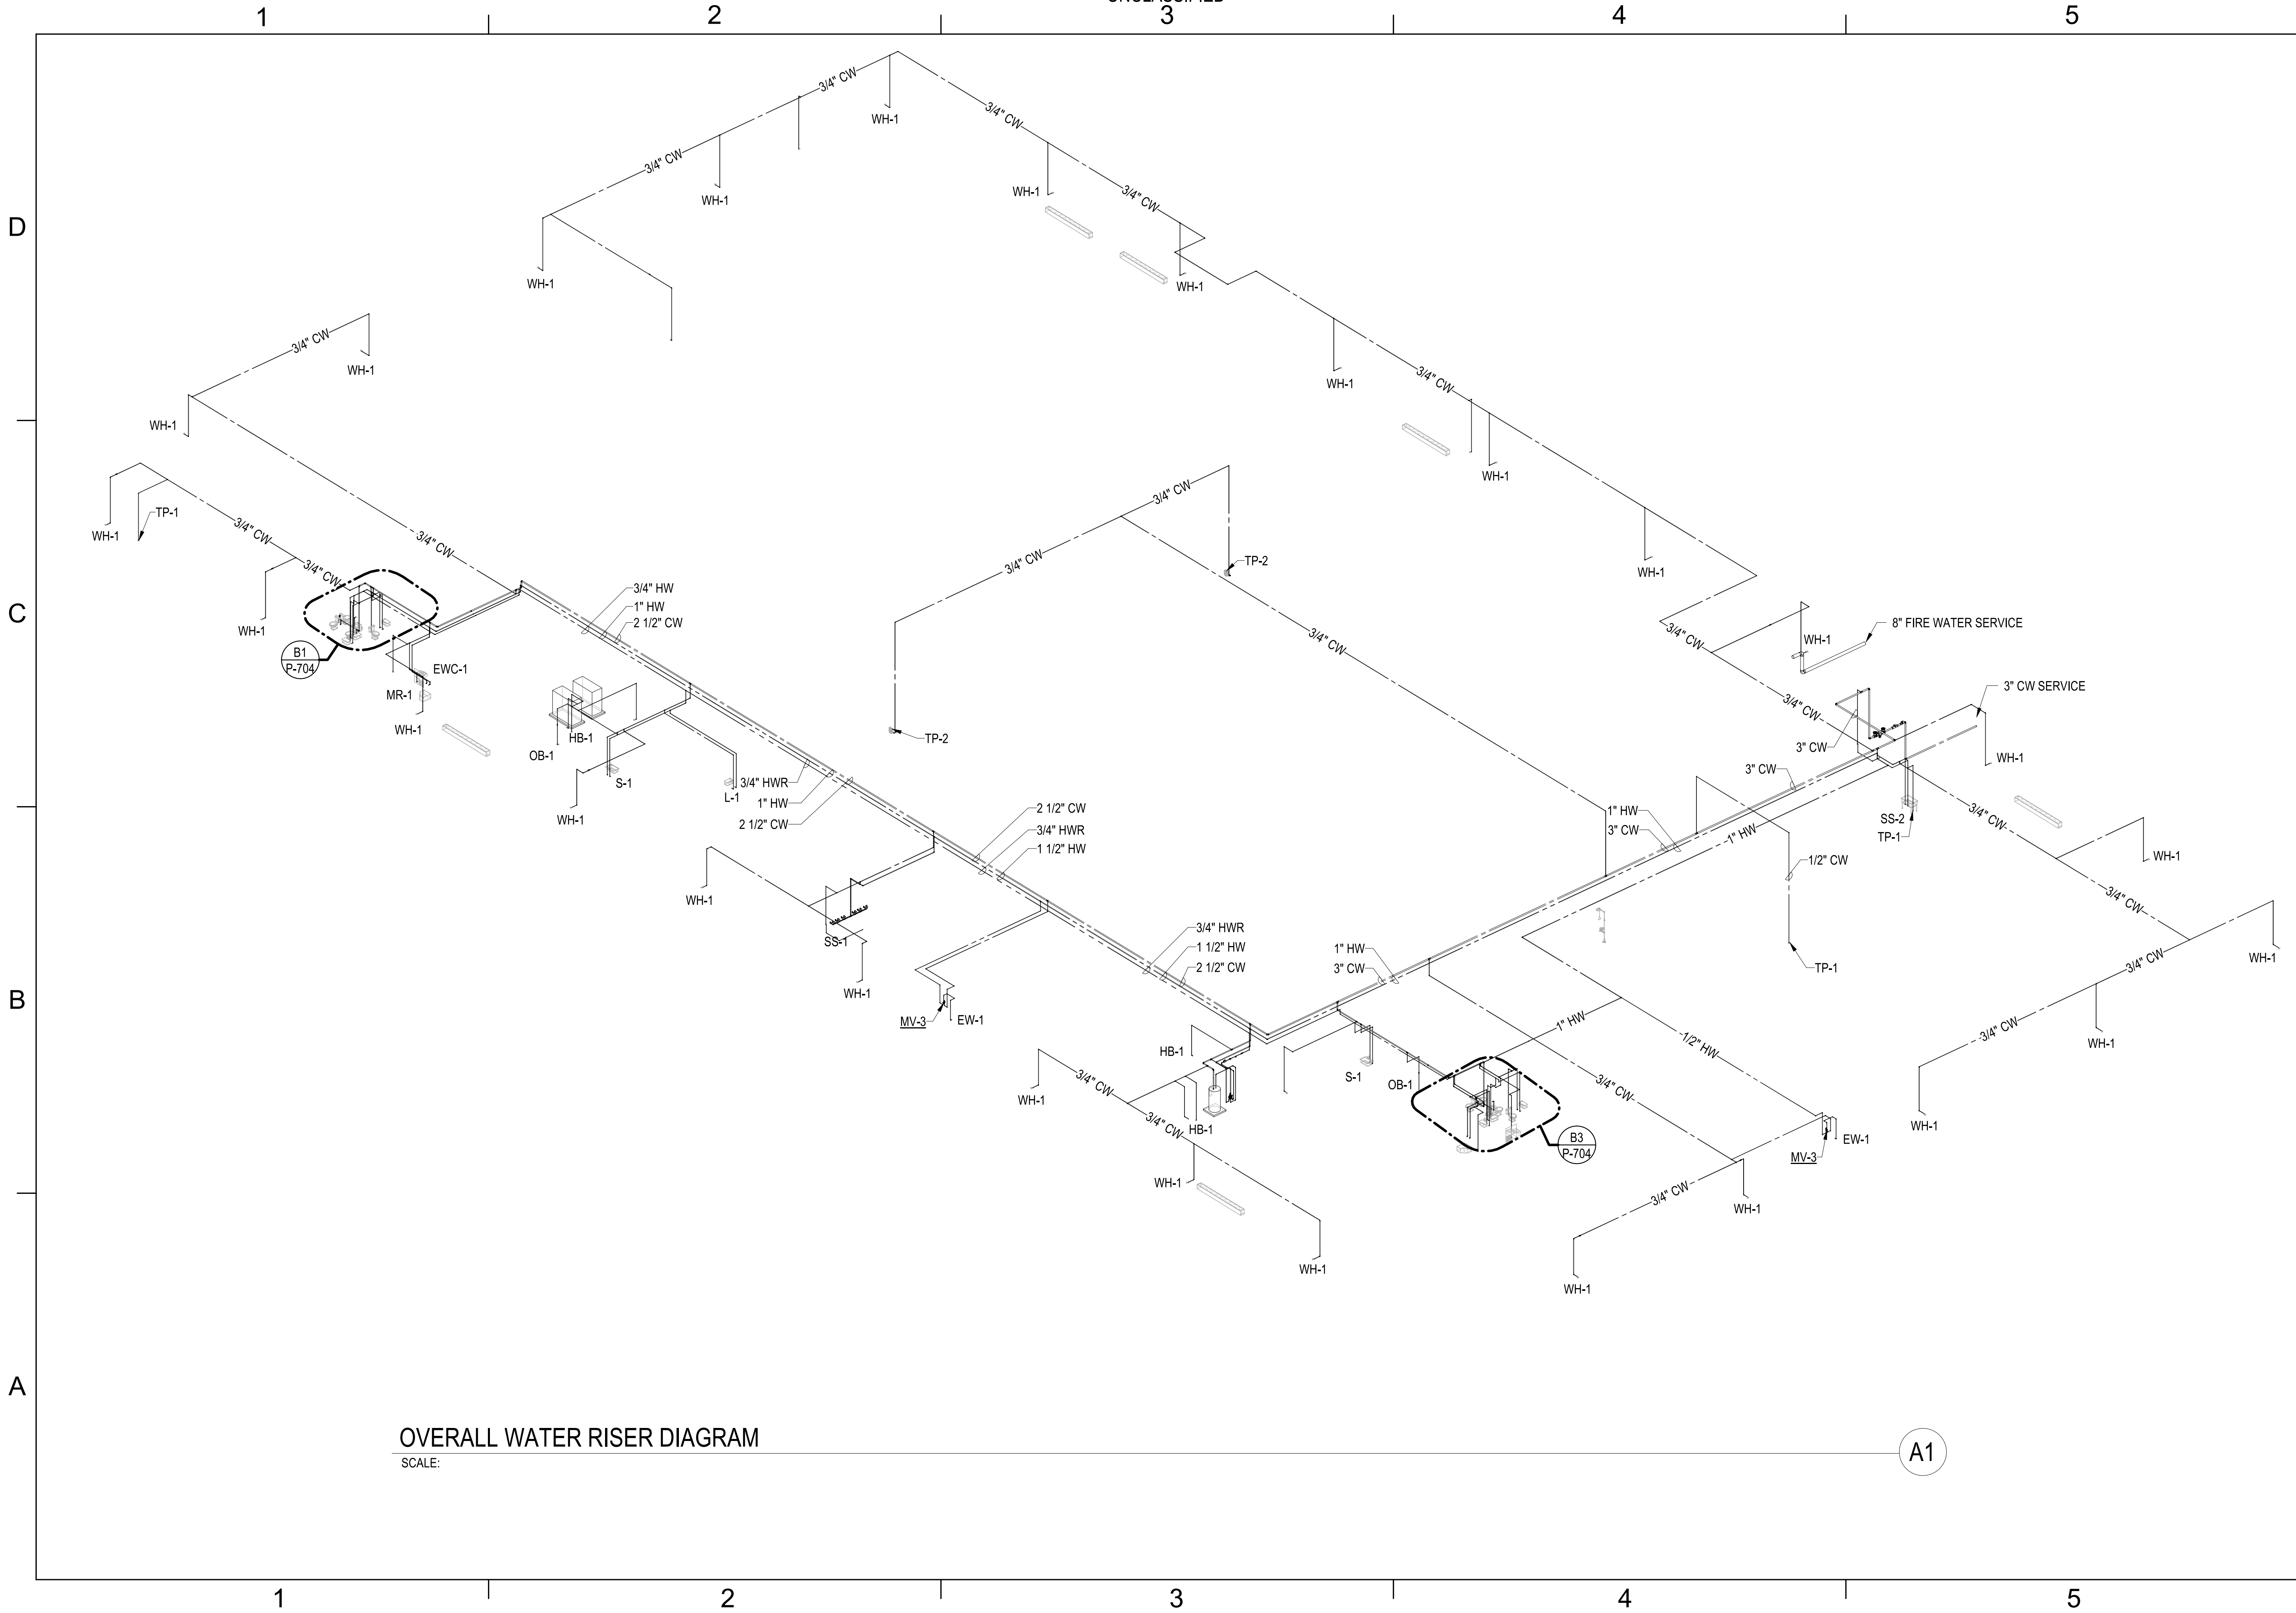 UNCLASSIFIED
1 2 3 4 5
3/4" CW
WH-1
3/4" CW
3/4" CW
WH-1
WH-1
3/4" CW
WH-1
D
WH-1
WH-1
3/4" CW
WH-1
3/4" CW
WH-1
WH-1
3/4" CW
WH-1
TP-1
WH-1
3/4" CW
3/4" CW
3/4" CW
3/4" CW
3/4" CW
TP-2
WH-1
3/4" HW
1" HW
2 1/2" CW
C
8" FIRE WATER SERVICE
WH-1
3/4" CW
3/4" CW
WH-1
B1
P-704
EWC-1
MR-1
WH-1
3" CW SERVICE
3/4" CW
3" CW
WH-1
TP-2
HB-1
OB-1
S-1
L-1
WH-1
3/4" HWR
1" HW
2 1/2" CW
3" CW
1" HW
3" CW
1" HW
SS-2
TP-1
3/4" CW
2 1/2" CW
3/4" HWR
1 1/2" HW
1/2" CW
WH-1
3/4" CW
WH-1
SS-1
WH-1
3/4" HWR
1 1/2" HW
2 1/2" CW
1" HW
3" CW
TP-1
3/4" CW
WH-1
B
MV-3
EW-1
1" HW
1/2" HW
3/4" CW
WH-1
HB-1
3/4" CW
WH-1
S-1
OB-1
3/4" CW
3/4" CW
HB-1
WH-1
B3
P-704
MV-3
EW-1
WH-1
3/4" CW
WH-1
WH-1
WH-1
A
OVERALL WATER RISER DIAGRAM
SCALE:
A1
1 2 3 4 5